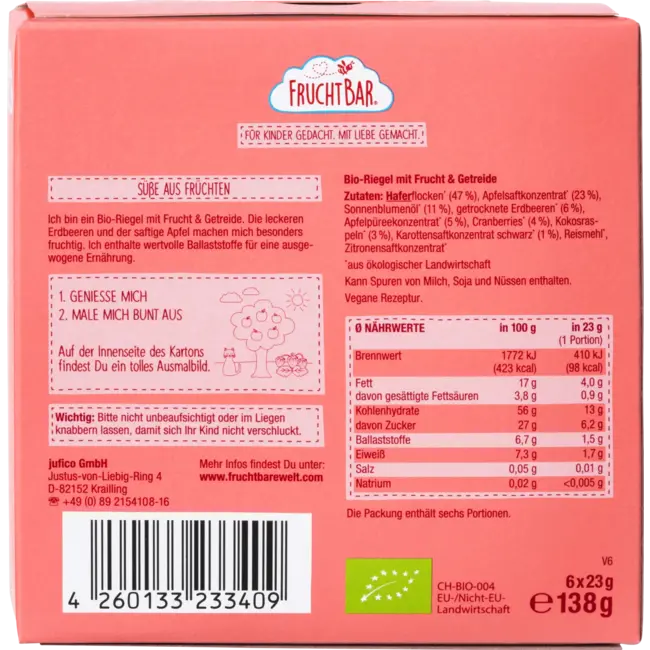 FRUCHTBAR®
FÜR KINDER GEDACHT. MIT LIEBE GEMACHT.
SÜẞE AUS FRÜCHTEN
Ich bin ein Bio-Riegel mit Frucht & Getreide. Die leckeren
Erdbeeren und der saftige Apfel machen mich besonders
fruchtig. Ich enthalte wertvolle Ballaststoffe für eine ausge-
wogene Ernährung.
1. GENIESSE MICH
2. MALE MICH BUNT AUS
Auf der Innenseite des Kartons
findest Du ein tolles Ausmalbild.
Wichtig: Bitte nicht unbeaufsichtigt oder im Liegen
knabbern lassen, damit sich Ihr Kind nicht verschluckt.
jufico GmbH
Justus-von-Liebig-Ring 4
D-82152 Krailling
☏ +49 (0) 89 2154108-16
Mehr Infos findest Du unter:
www.fruchtbarewelt.com
4 260133 233409
Bio-Riegel mit Frucht & Getreide
Zutaten: Haferflocken* (47 %), Apfelsaftkonzentrat* (23 %),
Sonnenblumenöl* (11 %), getrocknete Erdbeeren* (6 %),
Apfelpüreekonzentrat* (5 %), Cranberries* (4 %), Kokosras-
peln* (3 %), Karottensaftkonzentrat schwarz* (1 %), Reismehl*,
Zitronensaftkonzentrat*
*aus ökologischer Landwirtschaft
Kann Spuren von Milch, Soja und Nüssen enthalten.
Vegane Rezeptur.
Ø NÄHRWERTE in 100 g in 23 g
(1 Portion)
Brennwert 1772 kJ 410 kJ
(423 kcal) (98 kcal)
Fett 17 g 4,0 g
davon gesättigte Fettsäuren 3,8 g 0,9 g
Kohlenhydrate 56 g 13 g
davon Zucker 27 g 6,2 g
Ballaststoffe 6,7 g 1,5 g
Eiweiß 7,3 g 1,7 g
Salz 0,05 g 0,01 g
Natrium 0,02 g <0,005 g
Die Packung enthält sechs Portionen.
V6
CH-BIO-004
EU-/Nicht-EU-
Landwirtschaft
6 x 23 g
℮ 138 g